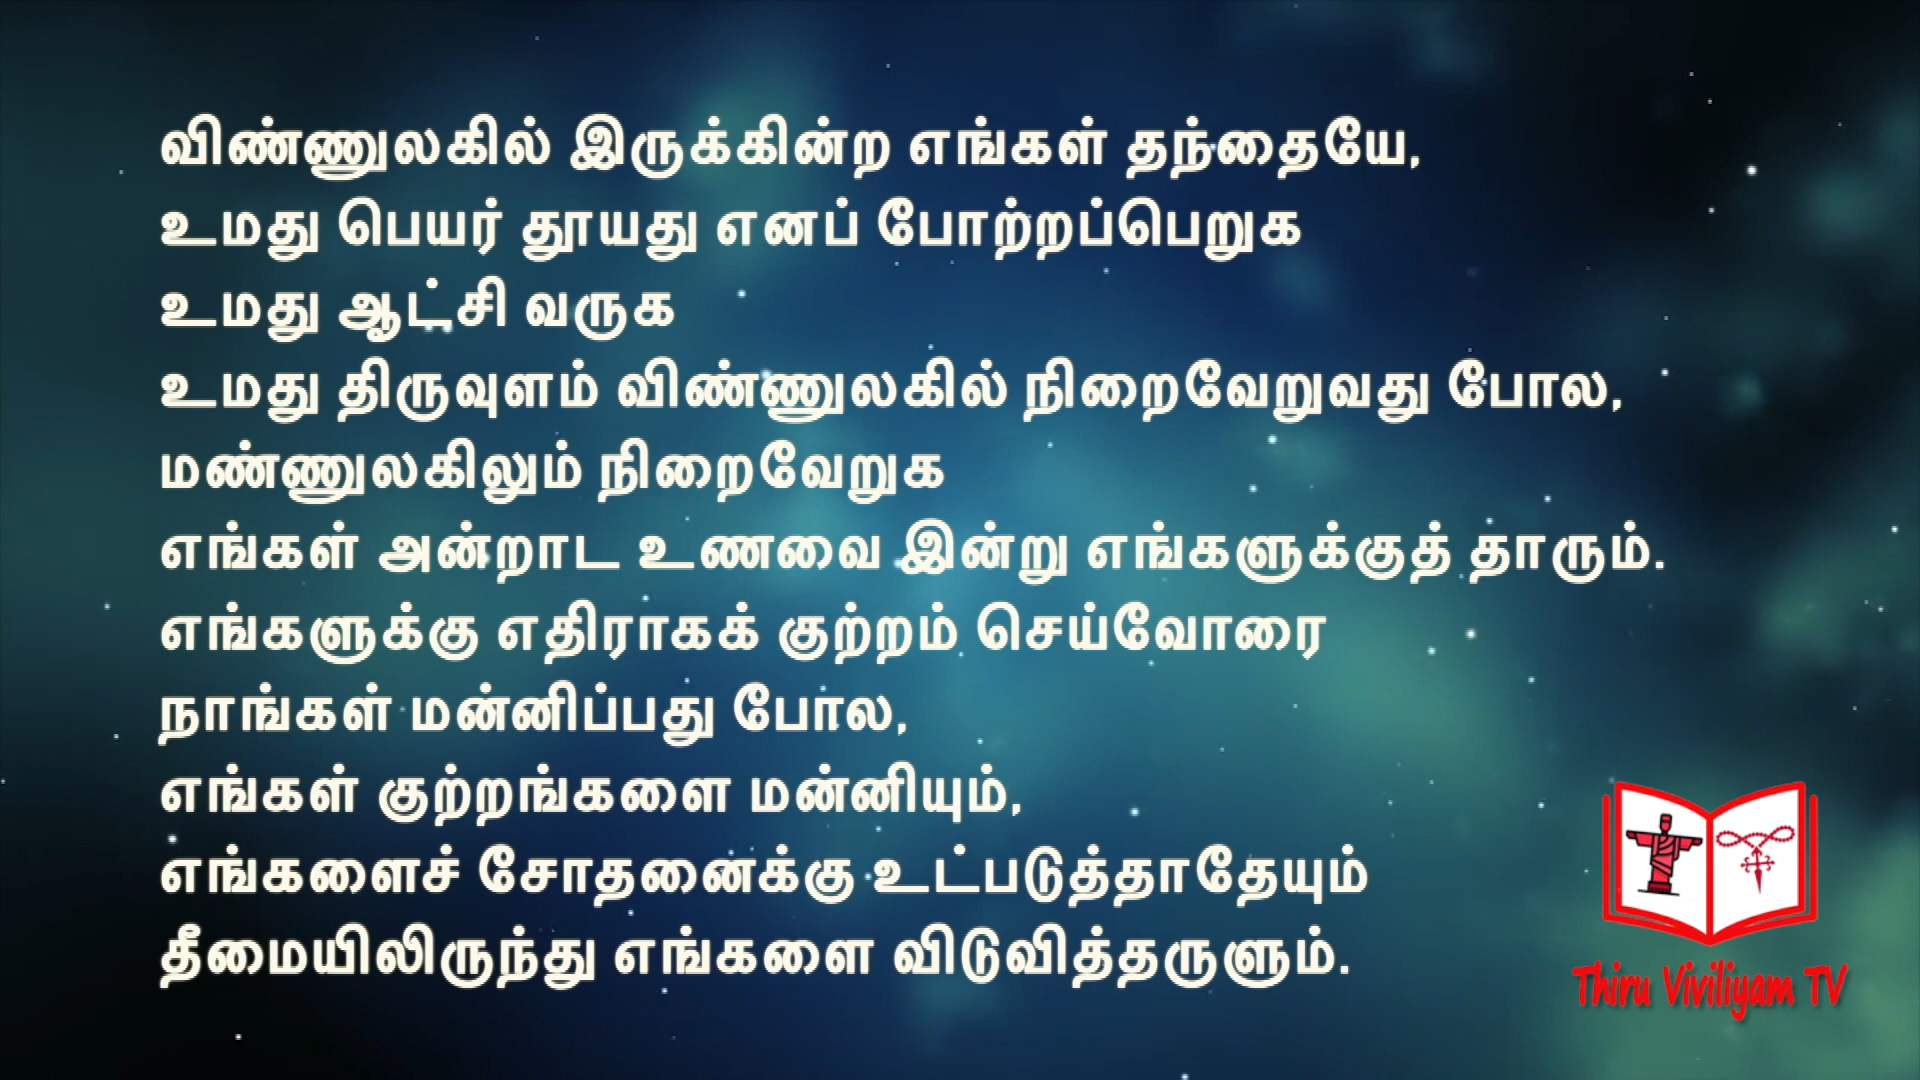 விண்ணுலகில் இருக்கின்ற எங்கள் தந்தையே,
உமது பெயர் தூயது எனப் போற்றப்பெறுக
உமது ஆட்சி வருக
உமது திருவுளம் விண்ணுலகில் நிறைவேறுவது போல,
மண்ணுலகிலும் நிறைவேறுக
எங்கள் அன்றாட உணவை இன்று எங்களுக்குத் தாரும்.
எங்களுக்கு எதிராகக் குற்றம் செய்வோரை
நாங்கள் மன்னிப்பது போல,
எங்கள் குற்றங்களை மன்னியும்,
எங்களைச் சோதனைக்கு உட்படுத்தாதேயும்
தீமையிலிருந்து எங்களை விடுவித்தருளும்.
Thiru Viviliyam TV